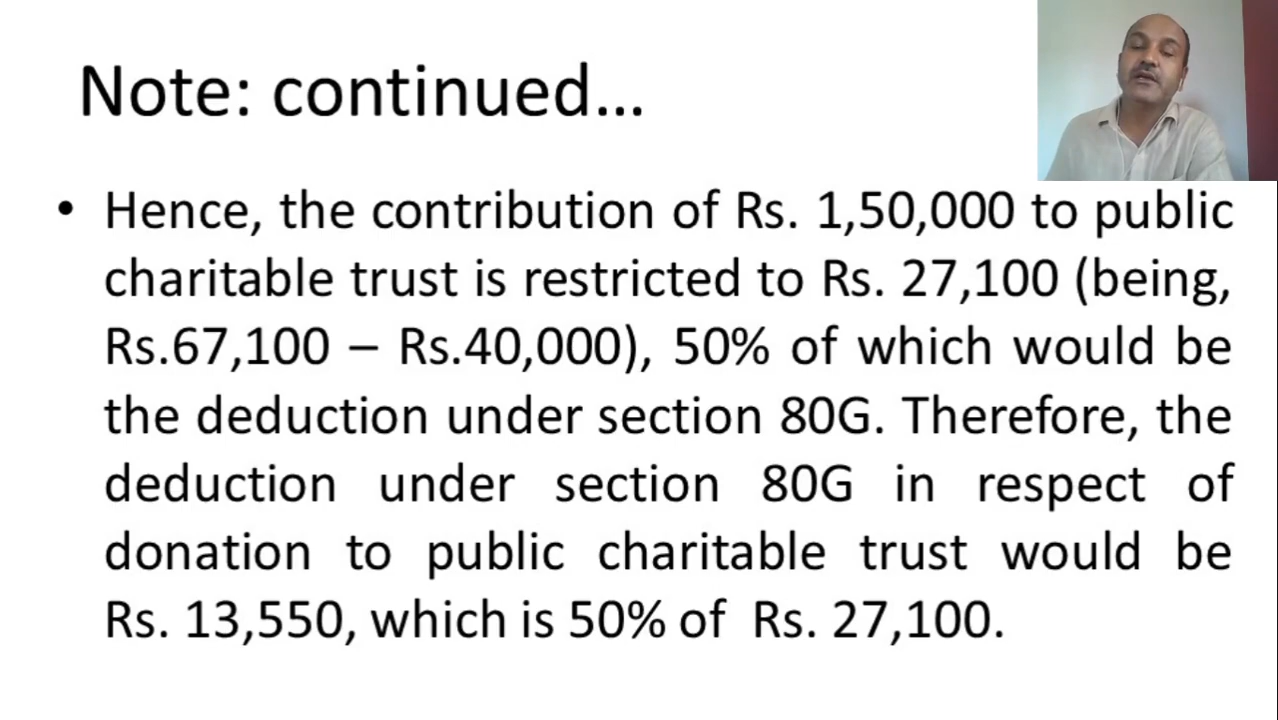 Note: continued...
• Hence, the contribution of Rs. 1,50,000 to public
charitable trust is restricted to Rs. 27,100 (being,
Rs.67,100 – Rs.40,000), 50% of which would be
the deduction under section 80G. Therefore, the
deduction under section 80G in respect of
donation to public charitable trust would be
Rs. 13,550, which is 50% of Rs. 27,100.